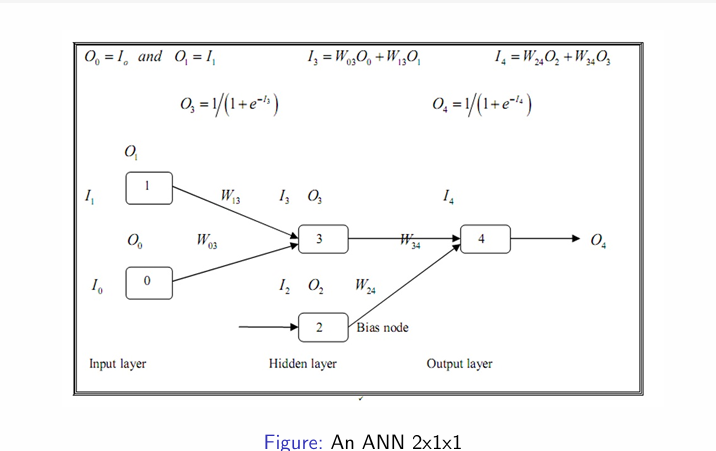 O₀ = Iₒ and O₁ = I₁ I₃ = W₀₃O₀ + W₁₃O₁ I₄ = W₂₄O₂ + W₃₄O₃
O₃ = 1/(1+e^{-I₃}) O₄ = 1/(1+e^{-I₄})
O₁
1
I₁ W₁₃ I₃ O₃ I₄
O₀ W₀₃ 3 W₃₄ 4 O₄
I₀ 0 I₂ O₂ W₂₄
2 Bias node
Input layer Hidden layer Output layer
Figure: An ANN 2x1x1